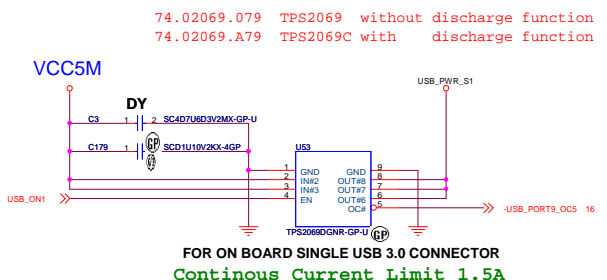 74.02069.079 TPS2069 without discharge function
74.02069.A79 TPS2069C with discharge function
VCC5M
USB_PWR_S1
DY
C3 1 2 SC4D7U6D3V2MX-GP-U
C179 1 SCD1U10V2KX-4GP
GP
U53
1 GND GND 9
2 IN#2 OUT#8 8
3 IN#3 OUT#7 7
4 EN OUT#6 6
OC# 5
USB_ON1
-USB_PORT9_OC5 16
TPS2069DGNR-GP-U GP
FOR ON BOARD SINGLE USB 3.0 CONNECTOR
Continous Current Limit 1.5A